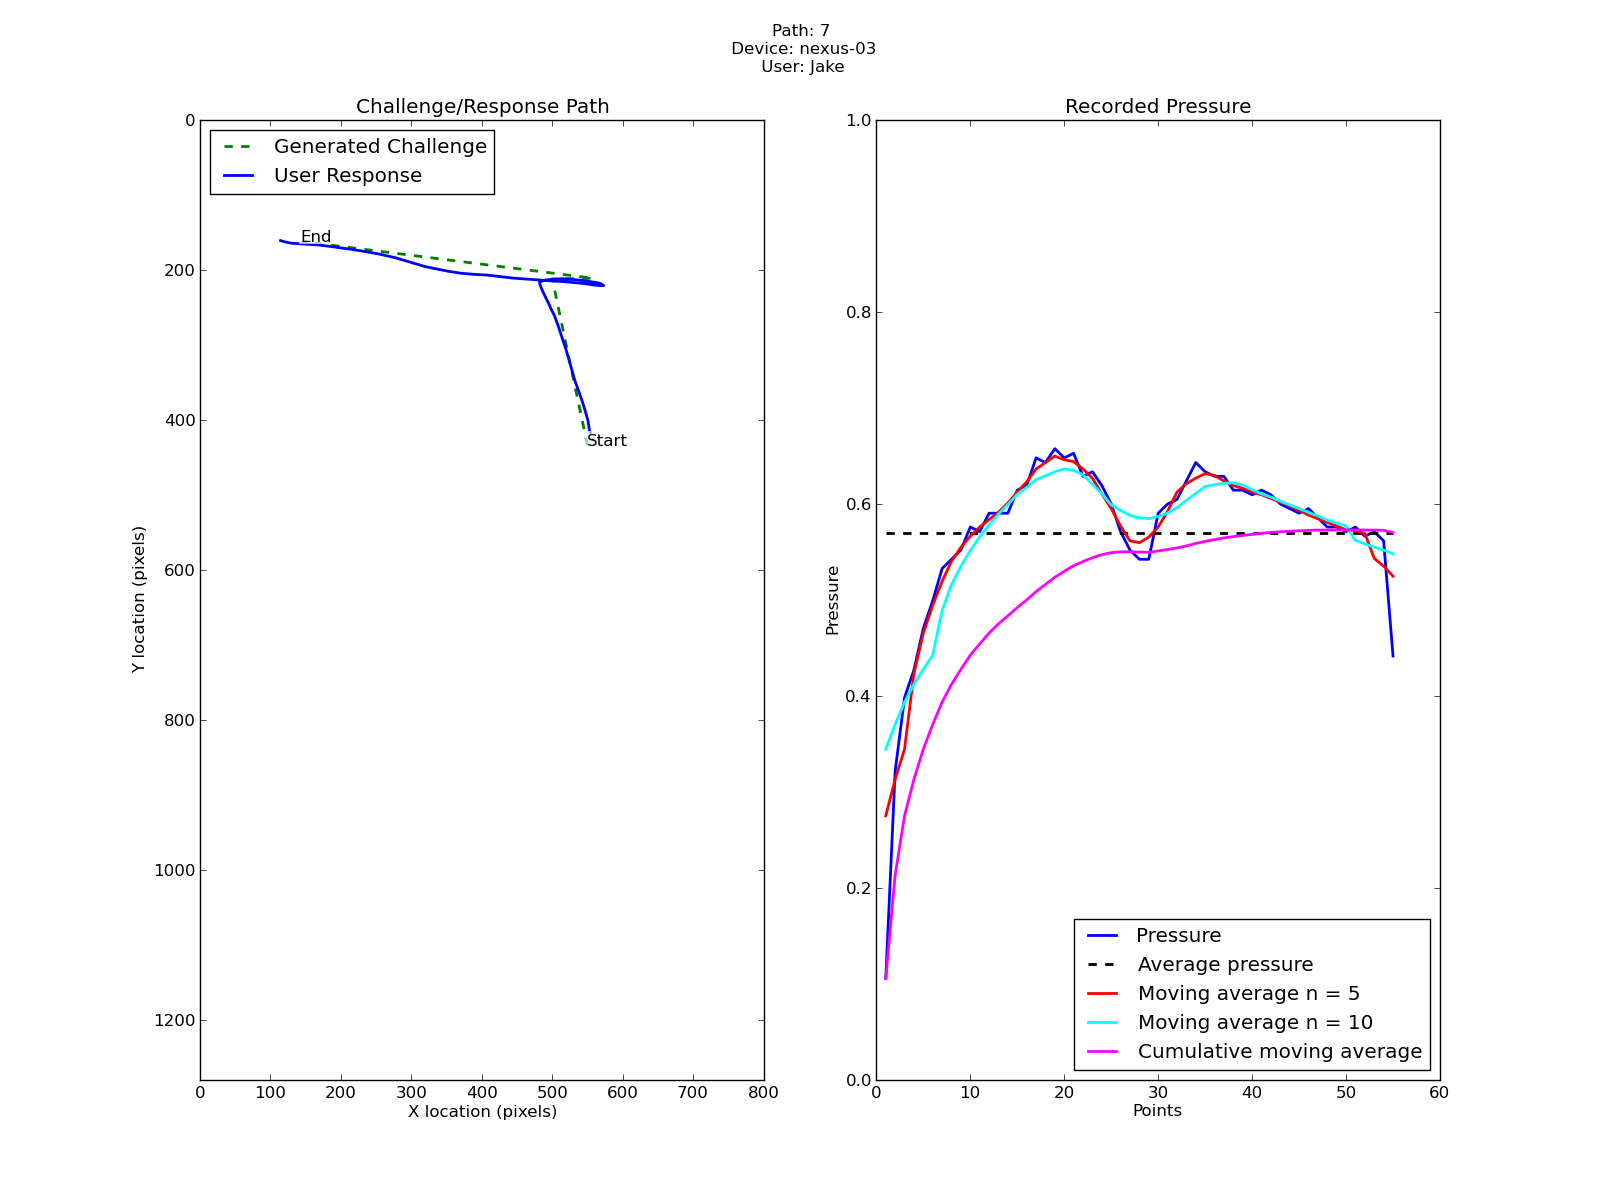 Path: 7
Device: nexus-03
User: Jake
Challenge/Response Path
Generated Challenge
User Response
End
Start
0
200
400
600
800
1000
1200
Y location (pixels)
0 100 200 300 400 500 600 700 800
X location (pixels)
Recorded Pressure
1.0
0.8
0.6
0.4
0.2
0.0
Pressure
Pressure
Average pressure
Moving average n = 5
Moving average n = 10
Cumulative moving average
0 10 20 30 40 50 60
Points